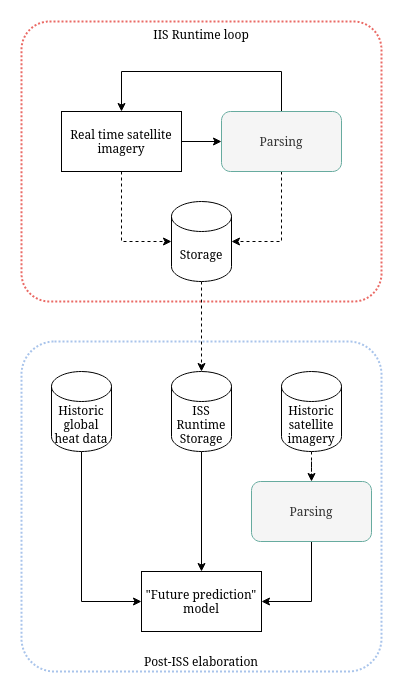 IIS Runtime loop
Real time satellite
imagery
Parsing
Storage
Historic
global
heat data
ISS
Runtime
Storage
Historic
satellite
imagery
Parsing
"Future prediction"
model
Post-ISS elaboration